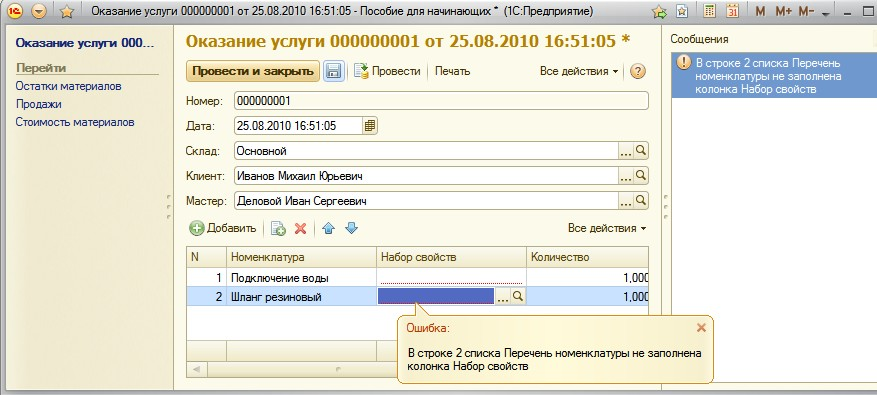 Оказание услуги 000000001 от 25.08.2010 16:51:05 - Пособие для начинающих * (1С:Предприятие)
M M+ M-
Оказание услуги 000...
Перейти
Остатки материалов
Продажи
Стоимость материалов
Оказание услуги 000000001 от 25.08.2010 16:51:05 *
Провести и закрыть Провести Печать Все действия
Номер: 000000001
Дата: 25.08.2010 16:51:05
Склад: Основной
Клиент: Иванов Михаил Юрьевич
Мастер: Деловой Иван Сергеевич
Добавить Все действия
N Номенклатура Набор свойств Количество
1 Подключение воды 1,000
2 Шланг резиновый 1,000
Ошибка:
В строке 2 списка Перечень номенклатуры не заполнена
колонка Набор свойств
Сообщения
В строке 2 списка Перечень
номенклатуры не заполнена
колонка Набор свойств